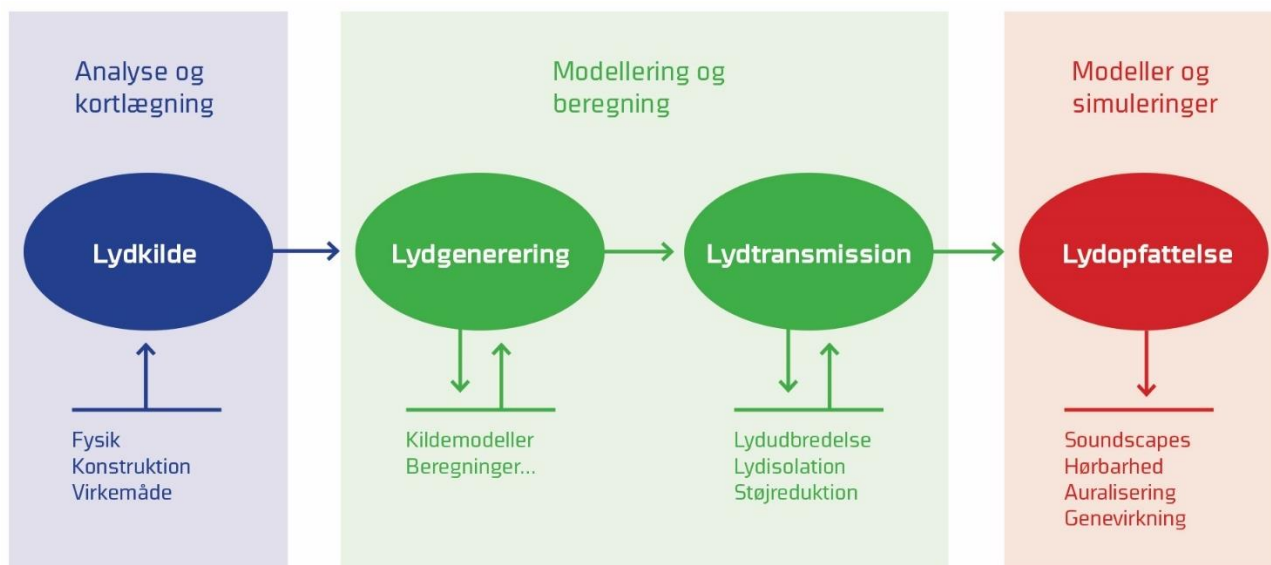 Analyse og
kortlægning
Modellering og
beregning
Modeller og
simuleringer
Lydkilde
Lydgenerering
Lydtransmission
Lydopfattelse
Fysik
Konstruktion
Virkemåde
Kildemodeller
Beregninger...
Lydudbredelse
Lydisolation
Støjreduktion
Soundscapes
Hørbarhed
Auralisering
Genevirkning